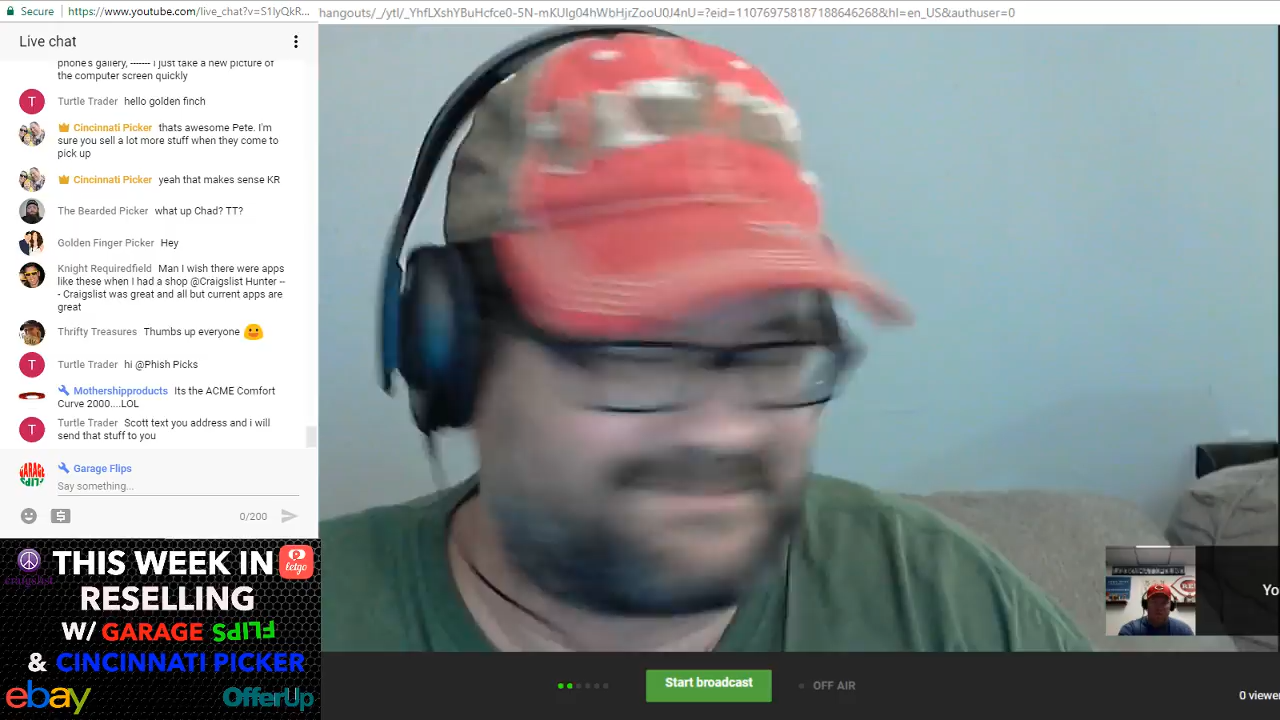 Secure | https://www.youtube.com/live_chat?v=S1IyQkR...
hangouts/_/ytl/_YhfLXshYBuHcfce0-5N-mKUIg04hWbHjrZooU0J4nU=?eid=110769758187188646268&hl=en_US&authuser=0
Live chat
phone's gallery, ------- i just take a new picture of
the computer screen quickly
T Turtle Trader hello golden finch
Cincinnati Picker thats awesome Pete. I'm
sure you sell a lot more stuff when they come to
pick up
Cincinnati Picker yeah that makes sense KR
The Bearded Picker what up Chad? TT?
Golden Finger Picker Hey
Knight Requiredfield Man I wish there were apps
like these when I had a shop @Craigslist Hunter --
- Craigslist was great and all but current apps are
great
Thrifty Treasures Thumbs up everyone
T Turtle Trader hi @Phish Picks
Mothershipproducts Its the ACME Comfort
Curve 2000....LOL
T Turtle Trader Scott text you address and i will
send that stuff to you
GARAGE FLIPS Garage Flips
Say something...
0/200
THIS WEEK IN
craigslist
letgo
RESELLING
W/ GARAGE FLIPS
& CINCINNATI PICKER
ebay OfferUp
Yo
Start broadcast
OFF AIR
0 viewer